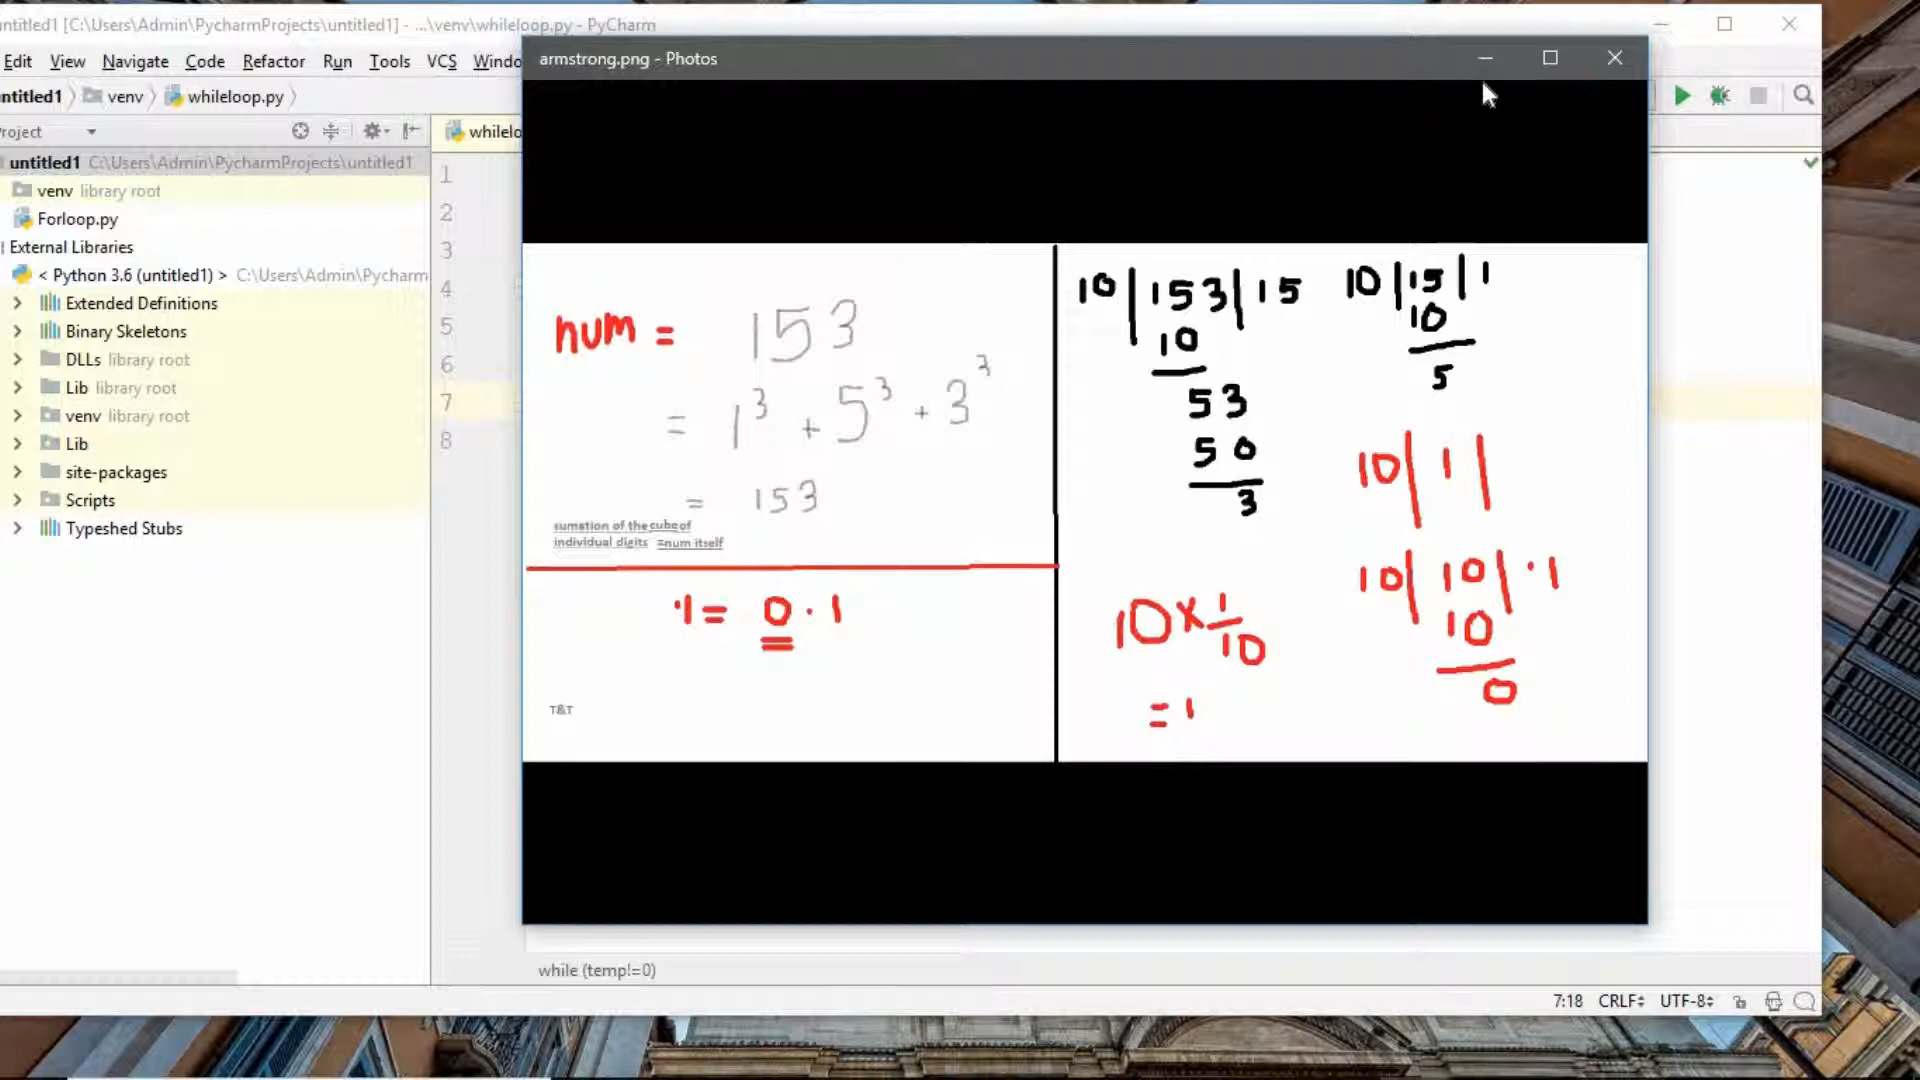 untitled1 [C:\Users\Admin\PycharmProjects\untitled1] - ...\venv\whileloop.py - PyCharm
Edit View Navigate Code Refactor Run Tools VCS Windo
untitled1 venv whileloop.py
Project
whilelo
untitled1 C:\Users\Admin\PycharmProjects\untitled1
venv library root
Forloop.py
External Libraries
< Python 3.6 (untitled1) > C:\Users\Admin\Pycharm
Extended Definitions
Binary Skeletons
DLLs library root
Lib library root
venv library root
Lib
site-packages
Scripts
Typeshed Stubs
1
2
3
4
5
6
7
8
armstrong.png - Photos
num = 153
= 1³ + 5³ + 3³
= 153
sumation of the cube of
individual digits =num itself
·1 = 0 · 1
T&T
10 | 153 | 15
10
53
50
3
10 | 15 | 1
10
5
10 | 1 |
10 | 10 | ·1
10
0
10 × 1/10
= 1
while (temp!=0)
7:18 CRLF UTF-8